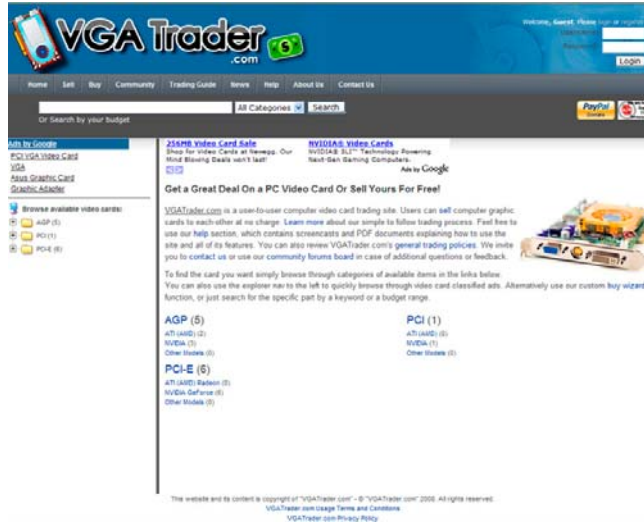 VGA Trader
.com
Welcome, Guest. Please login or register
Username:
Password:
Login
Home Sell Buy Community Trading Guide News Help About Us Contact Us
All Categories Search
Or Search by your budget
PayPal
Donate
Ads by Google
PCI VGA Video Card
VGA
Asus Graphic Card
Graphic Adapter
Browse available video cards:
AGP (5)
PCI (1)
PCI-E (6)
256MB Video Card Sale
Shop for Video Cards at Newegg. Our
Mind Blowing Deals won't last!
NVIDIA® Video Cards
NVIDIA® SLI™ Technology Powering
Next-Gen Gaming Computers.
Ads by Google
Get a Great Deal On a PC Video Card Or Sell Yours For Free!
VGATrader.com is a user-to-user computer video card trading site. Users can sell computer graphic
cards to each-other at no charge. Learn more about our simple to follow trading process. Feel free to
use our help section, which contains screencasts and PDF documents explaining how to use the
site and all of its features. You can also review VGATrader.com's general trading policies. We invite
you to contact us or use our community forums board in case of additional questions or feedback.
To find the card you want simply browse through categories of available items in the links below.
You can also use the explorer nav to the left to quickly browse through video card classified ads. Alternatively use our custom buy wizard
function, or just search for the specific part by a keyword or a budget range.
AGP (5)
ATI (AMD) (2)
NVIDIA (3)
Other Models (0)
PCI (1)
ATI (AMD) (0)
NVIDIA (1)
Other Models (0)
PCI-E (6)
ATI (AMD) Radeon (0)
NVIDIA GeForce (6)
Other Models (0)
This website and its content is copyright of "VGATrader.com" - © "VGATrader.com" 2008. All rights reserved.
VGATrader.com Usage Terms and Conditions
VGATrader.com Privacy Policy